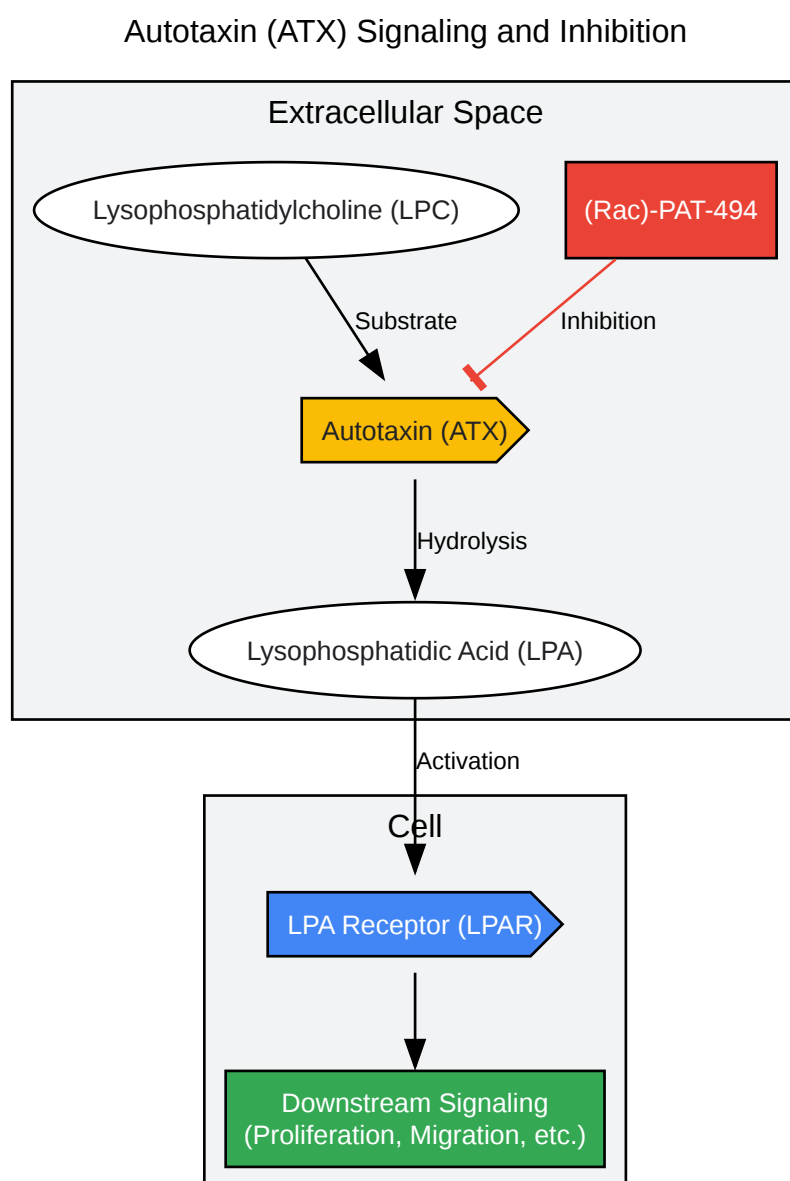 Autotaxin (ATX) Signaling and Inhibition
Extracellular Space
Lysophosphatidylcholine (LPC)
(Rac)-PAT-494
Substrate
Inhibition
Autotaxin (ATX)
Hydrolysis
Lysophosphatidic Acid (LPA)
Activation
Cell
LPA Receptor (LPAR)
Downstream Signaling
(Proliferation, Migration, etc.)